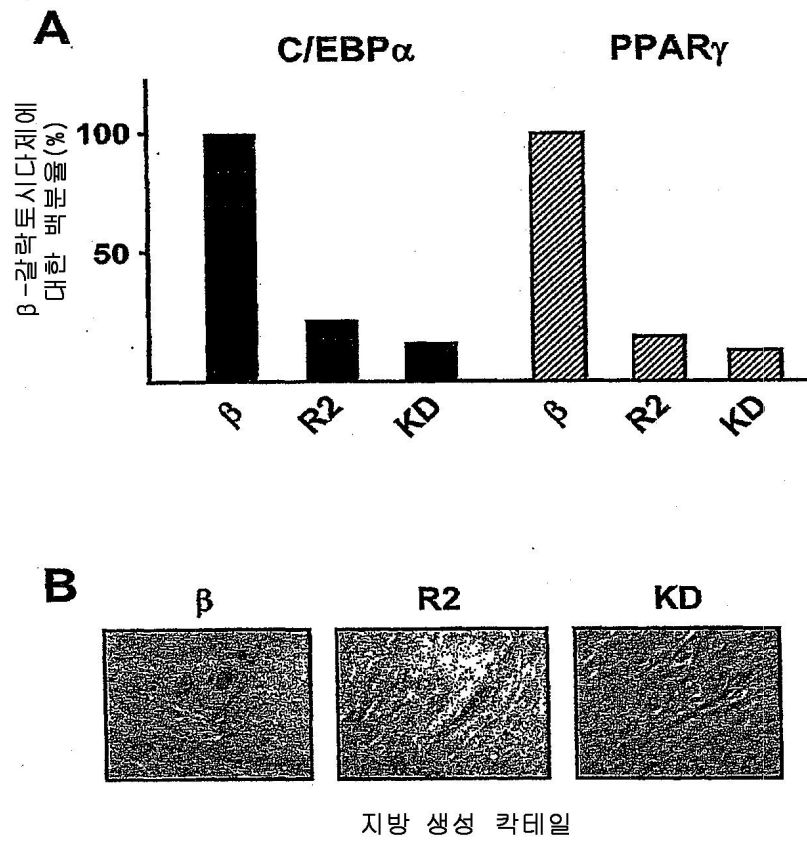 A
C/EBPα PPARγ
β-갈락토시다제에
대한 백분율(%)
100
50
β R2 KD β R2 KD
B
β R2 KD
지방 생성 칵테일